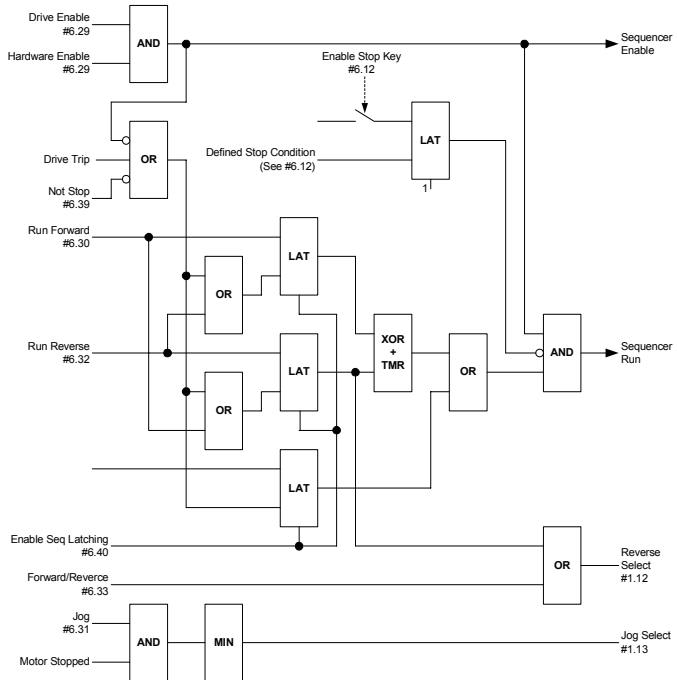 Drive Enable
#6.29
AND
Sequencer
Enable
Hardware Enable
#6.29
Enable Stop Key
#6.12
LAT
Defined Stop Condition
(See #6.12)
1
Drive Trip
OR
Not Stop
#6.39
Run Forward
#6.30
LAT
OR
XOR
+
TMR
Run Reverse
#6.32
LAT
OR
OR
AND
Sequencer
Run
LAT
Enable Seq Latching
#6.40
Forward/Reverce
#6.33
OR
Reverse
Select
#1.12
Jog
#6.31
AND
MIN
Jog Select
#1.13
Motor Stopped